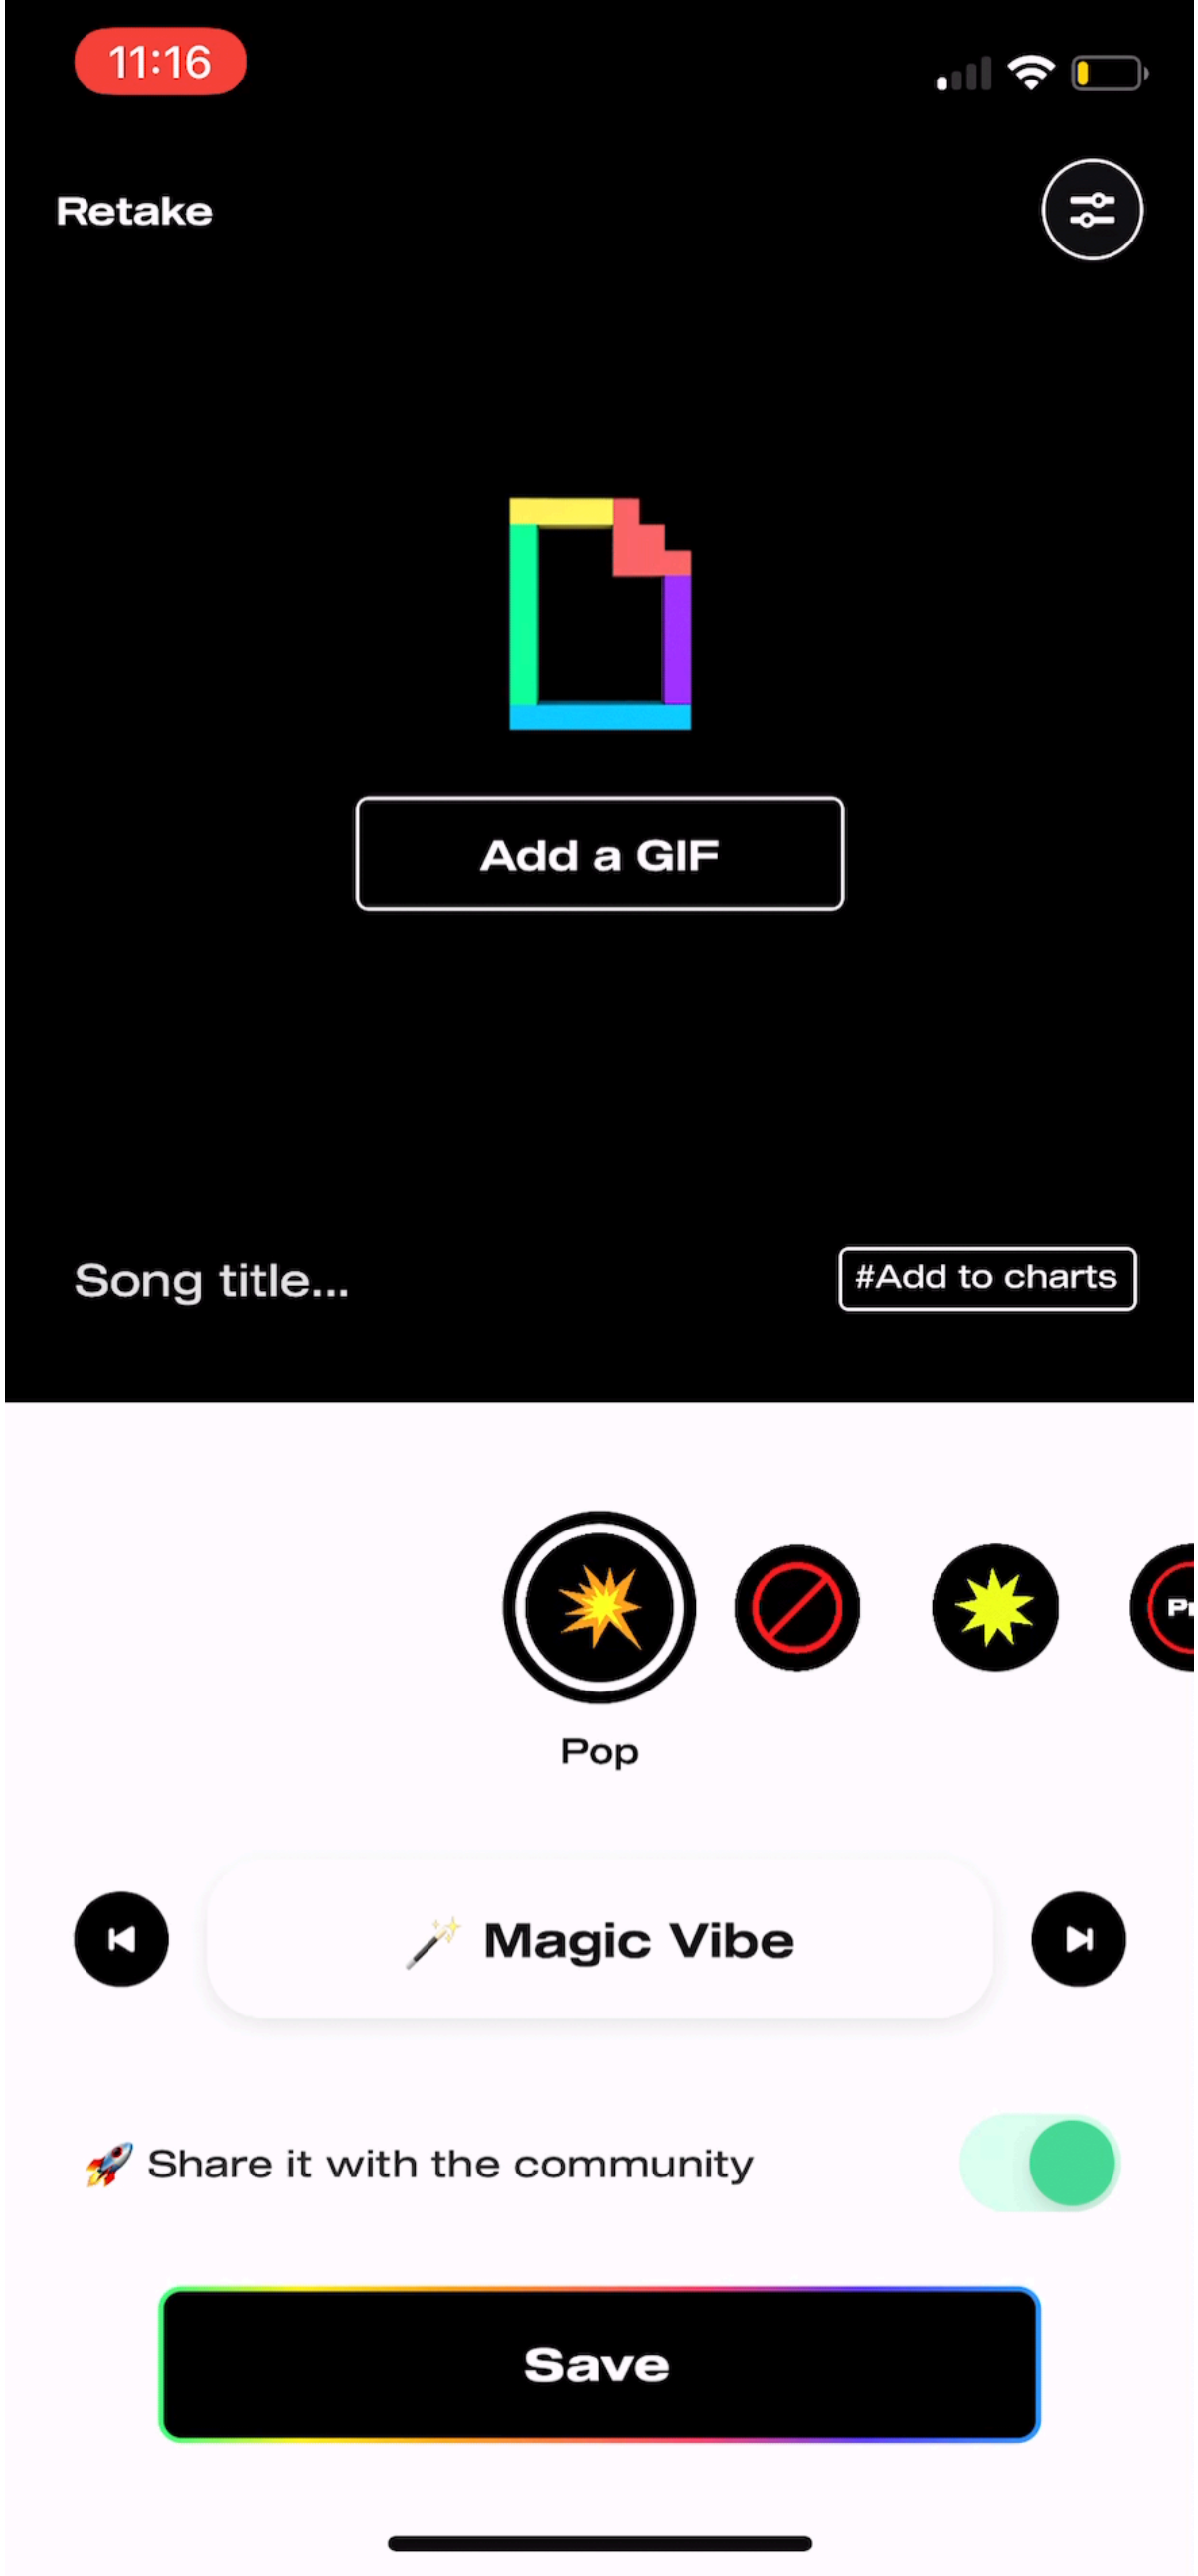 11:16
Retake
Add a GIF
Song title...
#Add to charts
Pop
Magic Vibe
Share it with the community
Save